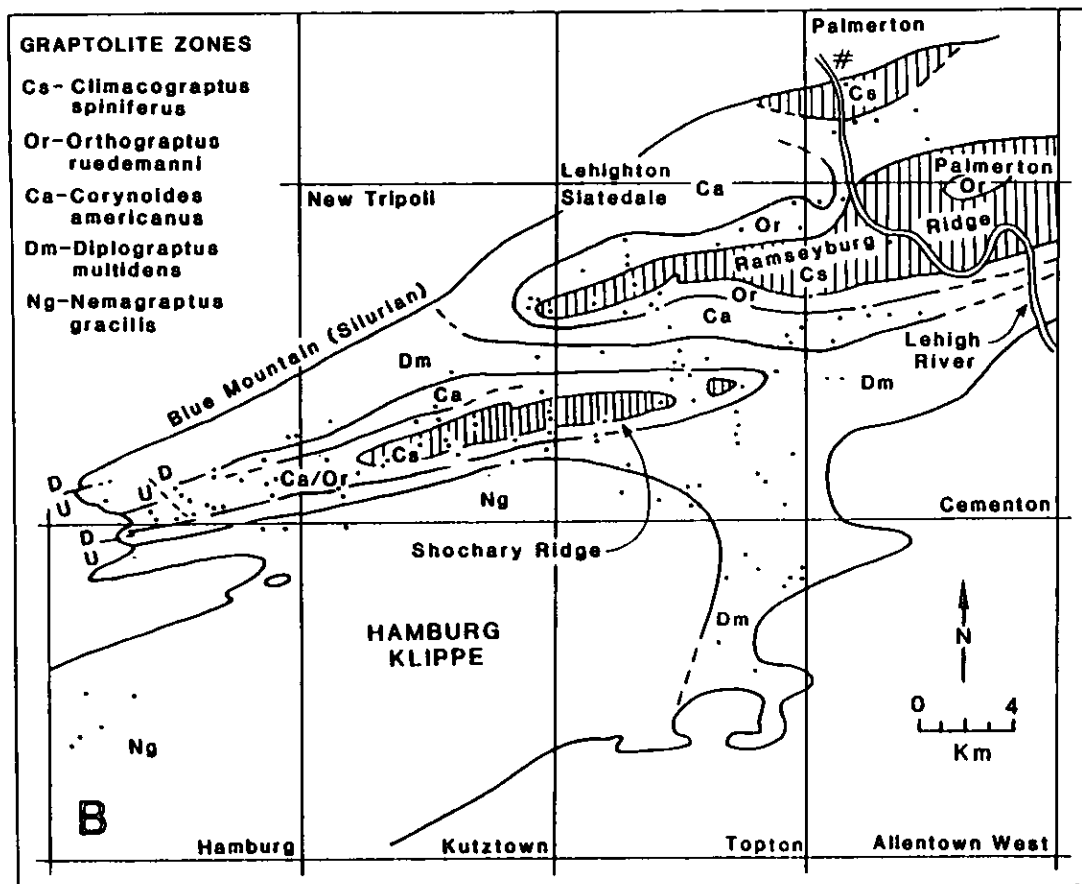 GRAPTOLITE ZONES
Cs-Climacograptus
spiniferus
Or-Orthograptus
ruedemanni
Ca-Corynoides
americanus
Dm-Diplograptus
multidens
Ng-Nemagraptus
gracilis
Palmerton
#
Cs
New Tripoli
Lehighton
Slatedale
Ca
Palmerton
Or
Ridge
Or
Ramseyburg
Cs
Or
Ca
Lehigh
River
Blue Mountain (Silurian)
Dm
Dm
Ca
Cs
Ca/Or
D
U
D
U
D
U
Ng
Cementon
Shochary Ridge
HAMBURG
KLIPPE
Dm
N
0 4
Km
Ng
B
Hamburg
Kutztown
Topton
Allentown West